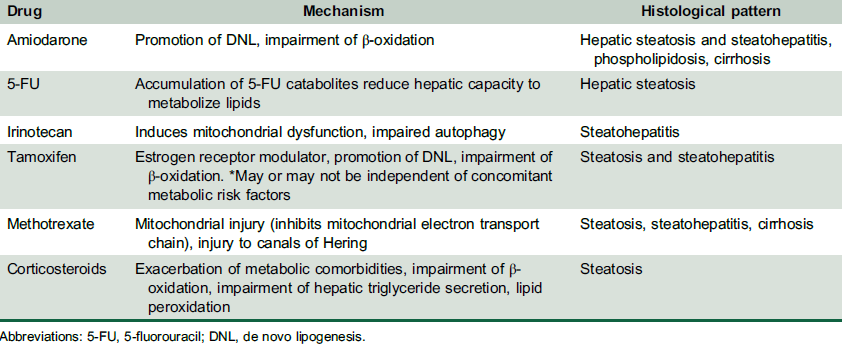 Drug Mechanism Histological pattern
Amiodarone Promotion of DNL, impairment of β-oxidation Hepatic steatosis and steatohepatitis,
phospholipidosis, cirrhosis
5-FU Accumulation of 5-FU catabolites reduce hepatic capacity to Hepatic steatosis
metabolize lipids
Irinotecan Induces mitochondrial dysfunction, impaired autophagy Steatohepatitis
Tamoxifen Estrogen receptor modulator, promotion of DNL, impairment of Steatosis and steatohepatitis
β-oxidation. *May or may not be independent of concomitant
metabolic risk factors
Methotrexate Mitochondrial injury (inhibits mitochondrial electron transport Steatosis, steatohepatitis, cirrhosis
chain), injury to canals of Hering
Corticosteroids Exacerbation of metabolic comorbidities, impairment of β- Steatosis
oxidation, impairment of hepatic triglyceride secretion, lipid
peroxidation
Abbreviations: 5-FU, 5-fluorouracil; DNL, de novo lipogenesis.